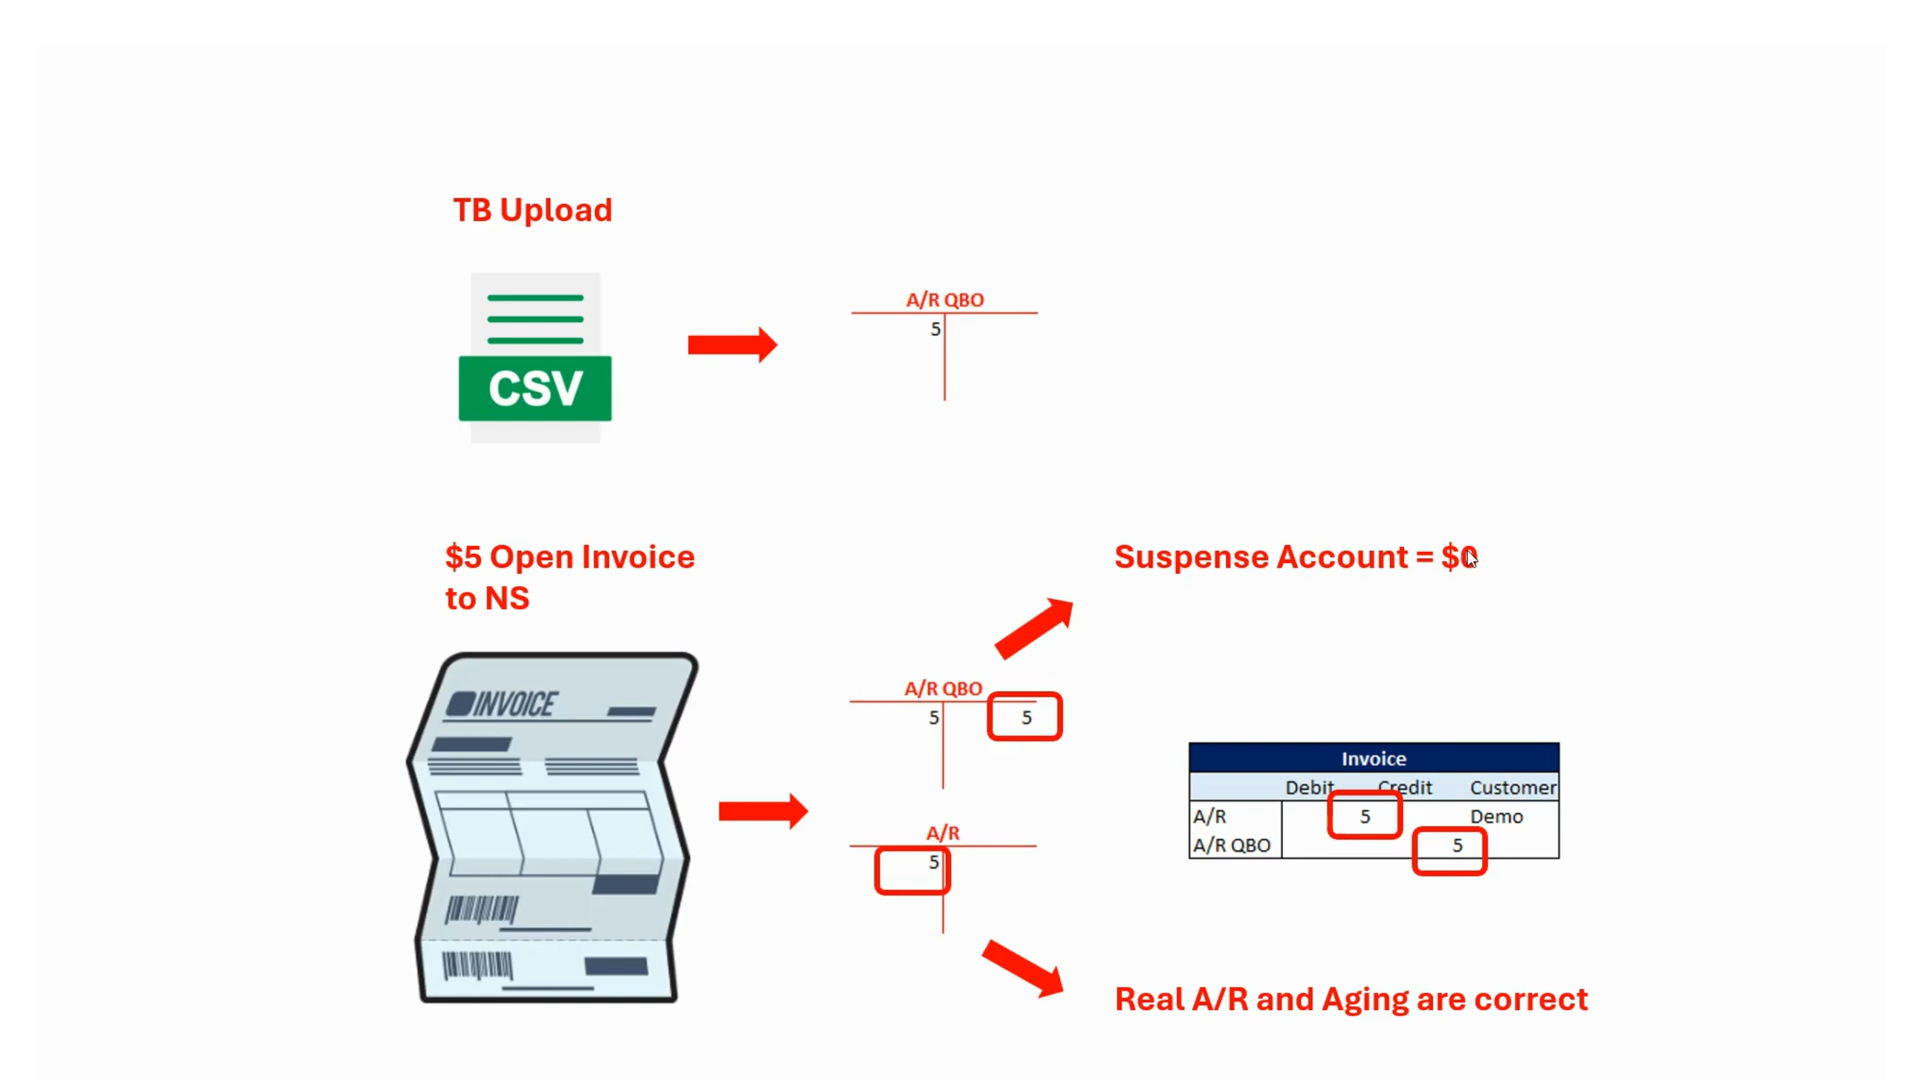 TB Upload
CSV
A/R QBO
5
$5 Open Invoice
to NS
INVOICE
Suspense Account = $0
A/R QBO
5 5
A/R
5
Invoice
Debit Credit Customer
A/R 5 Demo
A/R QBO 5
Real A/R and Aging are correct